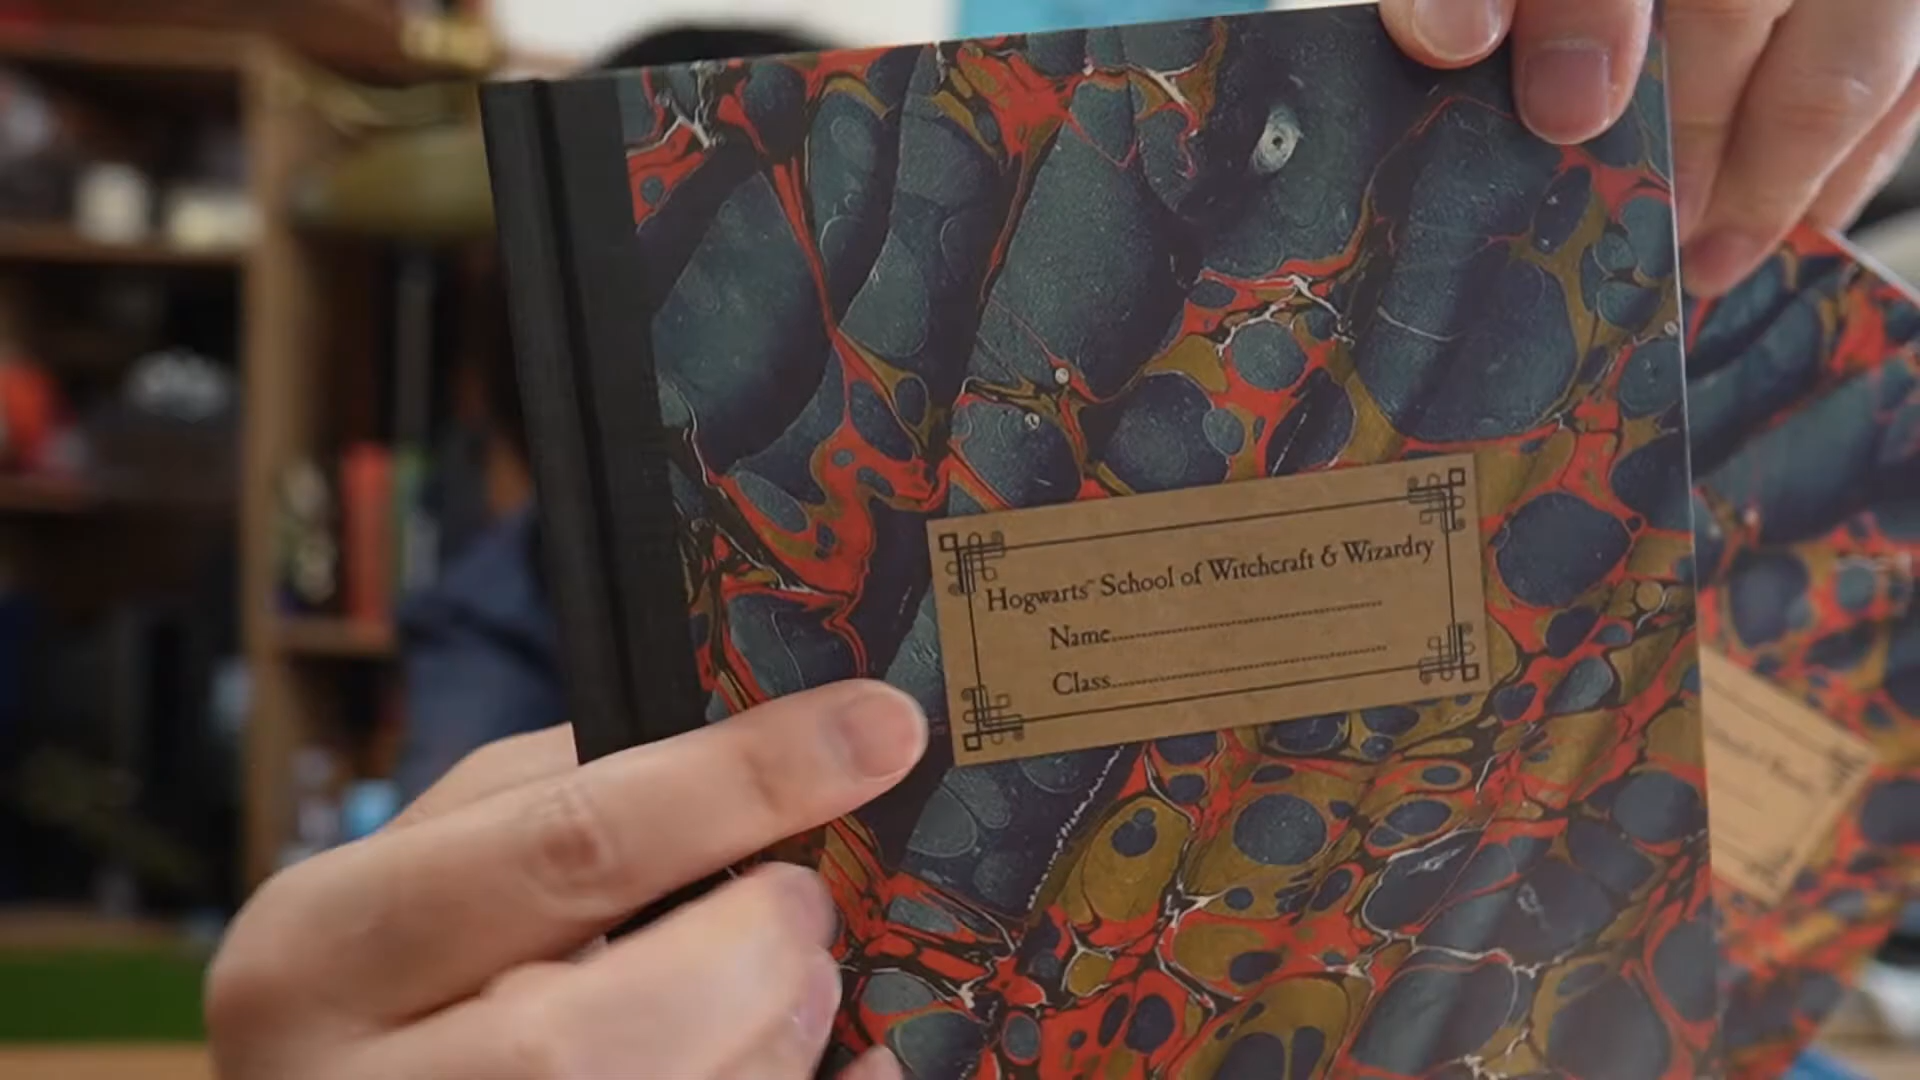 Hogwarts™ School of Witchcraft & Wizardry
Name........................................
Class........................................